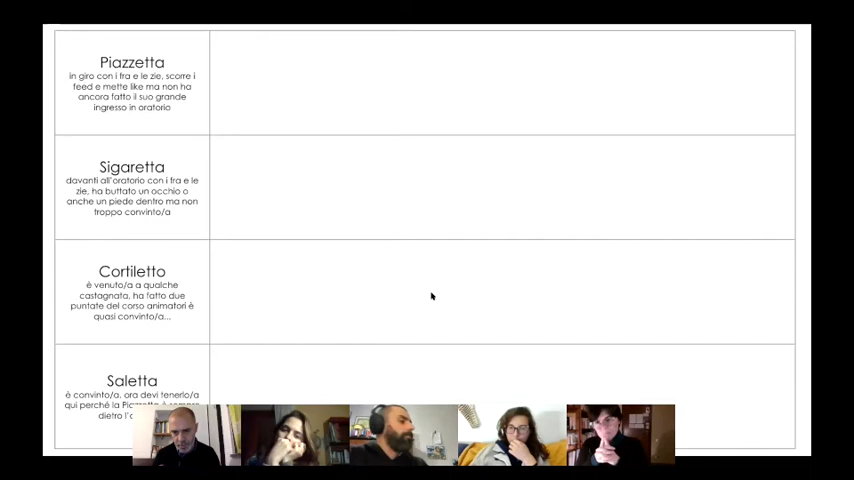 Piazzetta
in giro con i fra e le zie, scorre i
feed e mette like ma non ha
ancora fatto il suo grande
ingresso in oratorio
Sigaretta
davanti all'oratorio con i fra e le
zie, ha buttato un occhio o
anche un piede dentro ma non
troppo convinto/a
Cortiletto
è venuto/a a qualche
castagnata, ha fatto due
puntate del corso animatori è
quasi convinto/a...
Saletta
è convinto/a, ora devi tenerlo/a
qui perché la Piazzetta è sempre
dietro